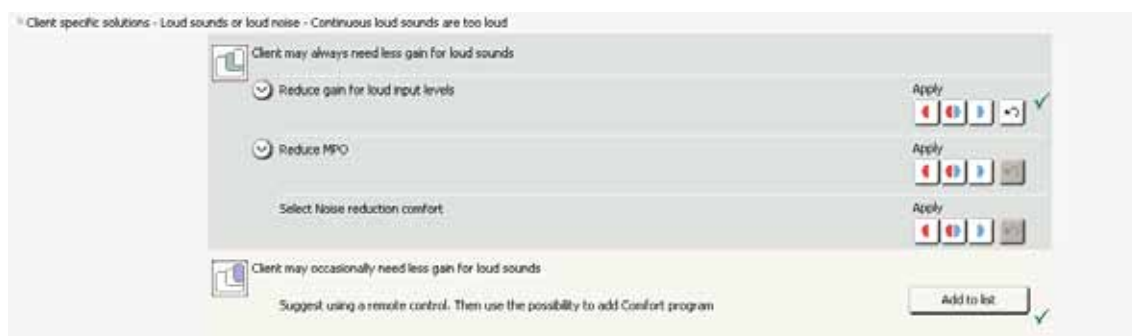 Client specific solutions - Loud sounds or loud noise - Continuous loud sounds are too loud
Client may always need less gain for loud sounds
Reduce gain for loud input levels Apply
Reduce MPO Apply
Select Noise reduction comfort Apply
Client may occasionally need less gain for loud sounds
Suggest using a remote control. Then use the possibility to add Comfort program Add to list